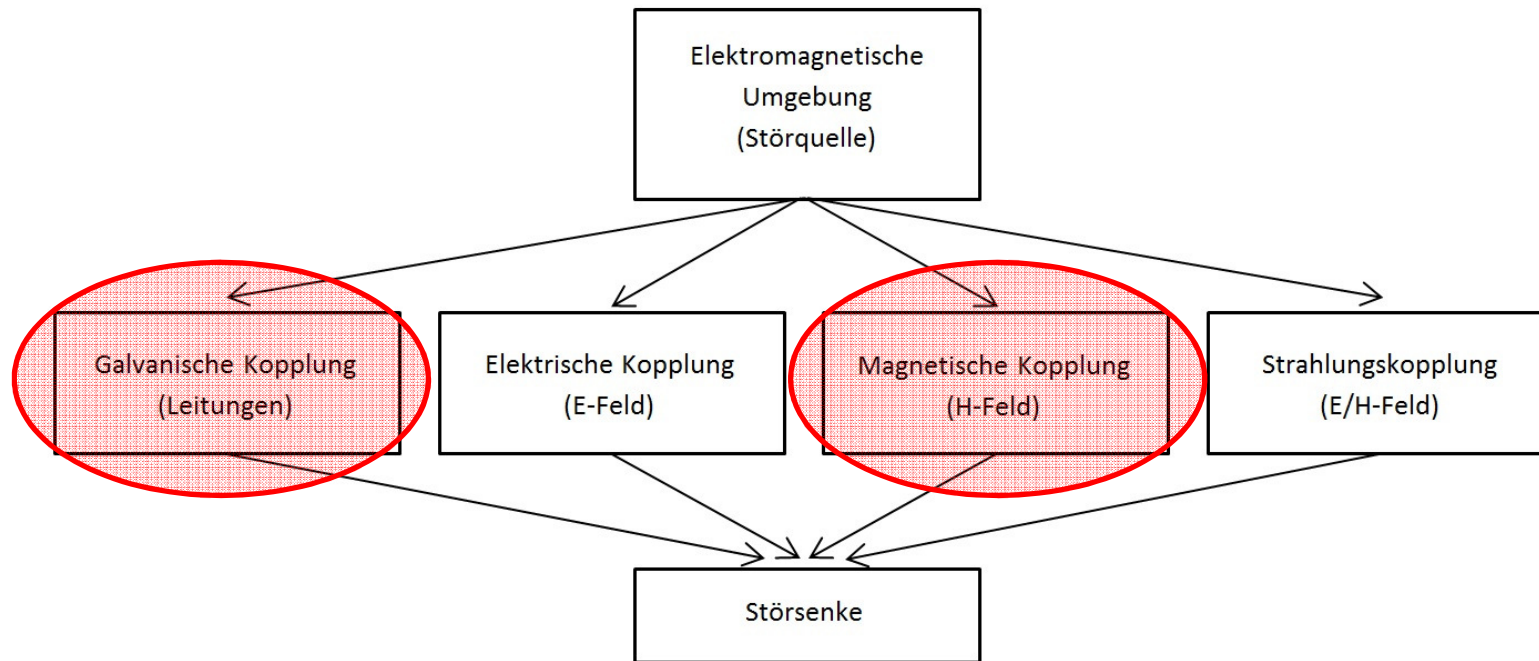 Elektromagnetische
Umgebung
(Störquelle)
Galvanische Kopplung
(Leitungen)
Elektrische Kopplung
(E-Feld)
Magnetische Kopplung
(H-Feld)
Strahlungskopplung
(E/H-Feld)
Störsenke